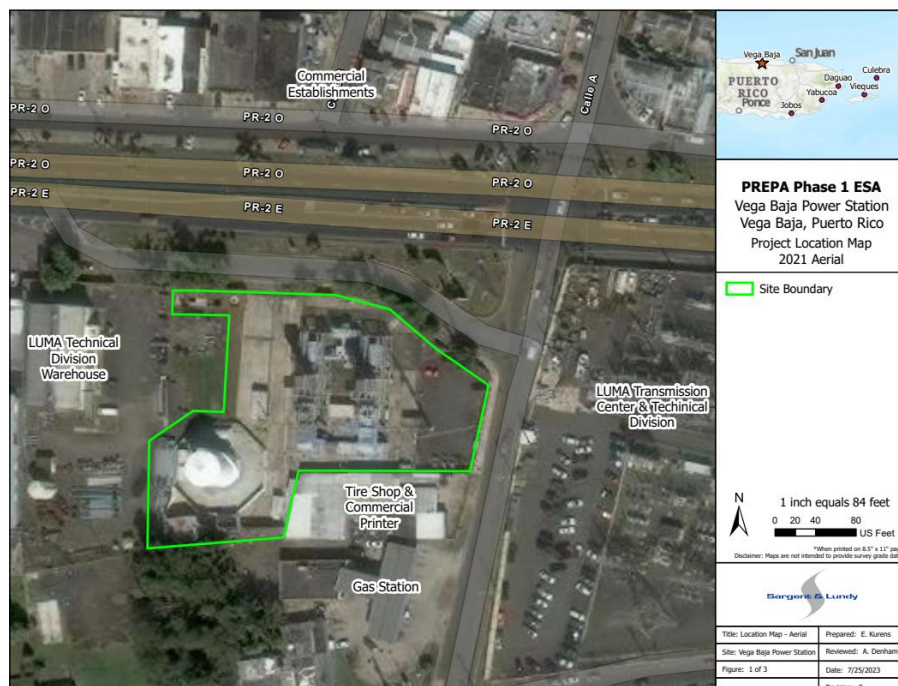 Commercial
Establishments
Calle A
PR-2 O
PR-2 O
PR-2 O
PR-2 O
PR-2 O
PR-2 O
PR-2 E
PR-2 E
PR-2 E
LUMA Technical
Division
Warehouse
LUMA Transmission
Center & Techinical
Division
Tire Shop &
Commercial
Printer
Gas Station
Vega Baja
San Juan
PUERTO
RICO
Ponce
Daguao
Culebra
Yabucoa
Vieques
Jobos
PREPA Phase 1 ESA
Vega Baja Power Station
Vega Baja, Puerto Rico
Project Location Map
2021 Aerial
Site Boundary
N
1 inch equals 84 feet
0 20 40 80
US Feet
*When printed on 8.5" x 11" pag
Disclaimer: Maps are not intended to provide survey grade dat
Sargent & Lundy
Title: Location Map - Aerial
Prepared: E. Kurens
Site: Vega Baja Power Station
Reviewed: A. Denham
Figure: 1 of 3
Date: 7/25/2023